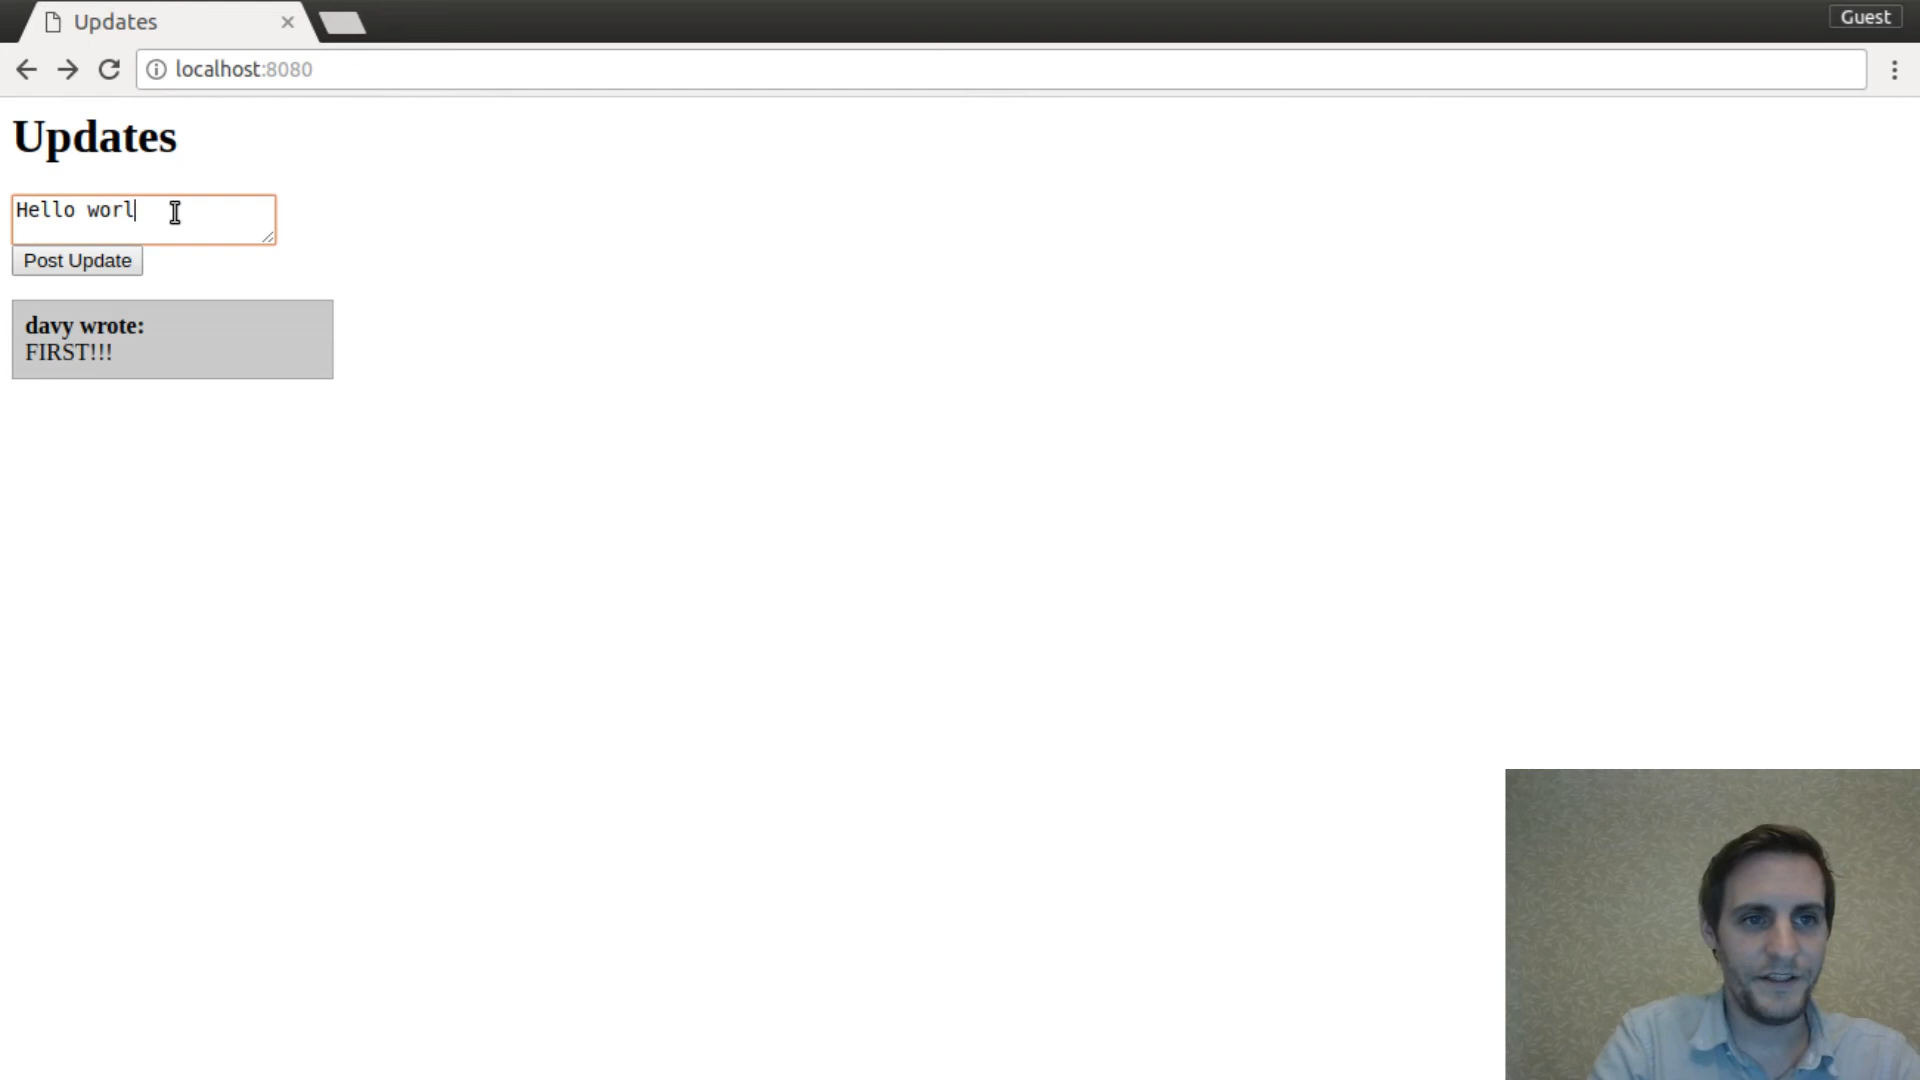 Updates
Guest
localhost:8080
Updates
Hello worl
Post Update
davy wrote:
FIRST!!!